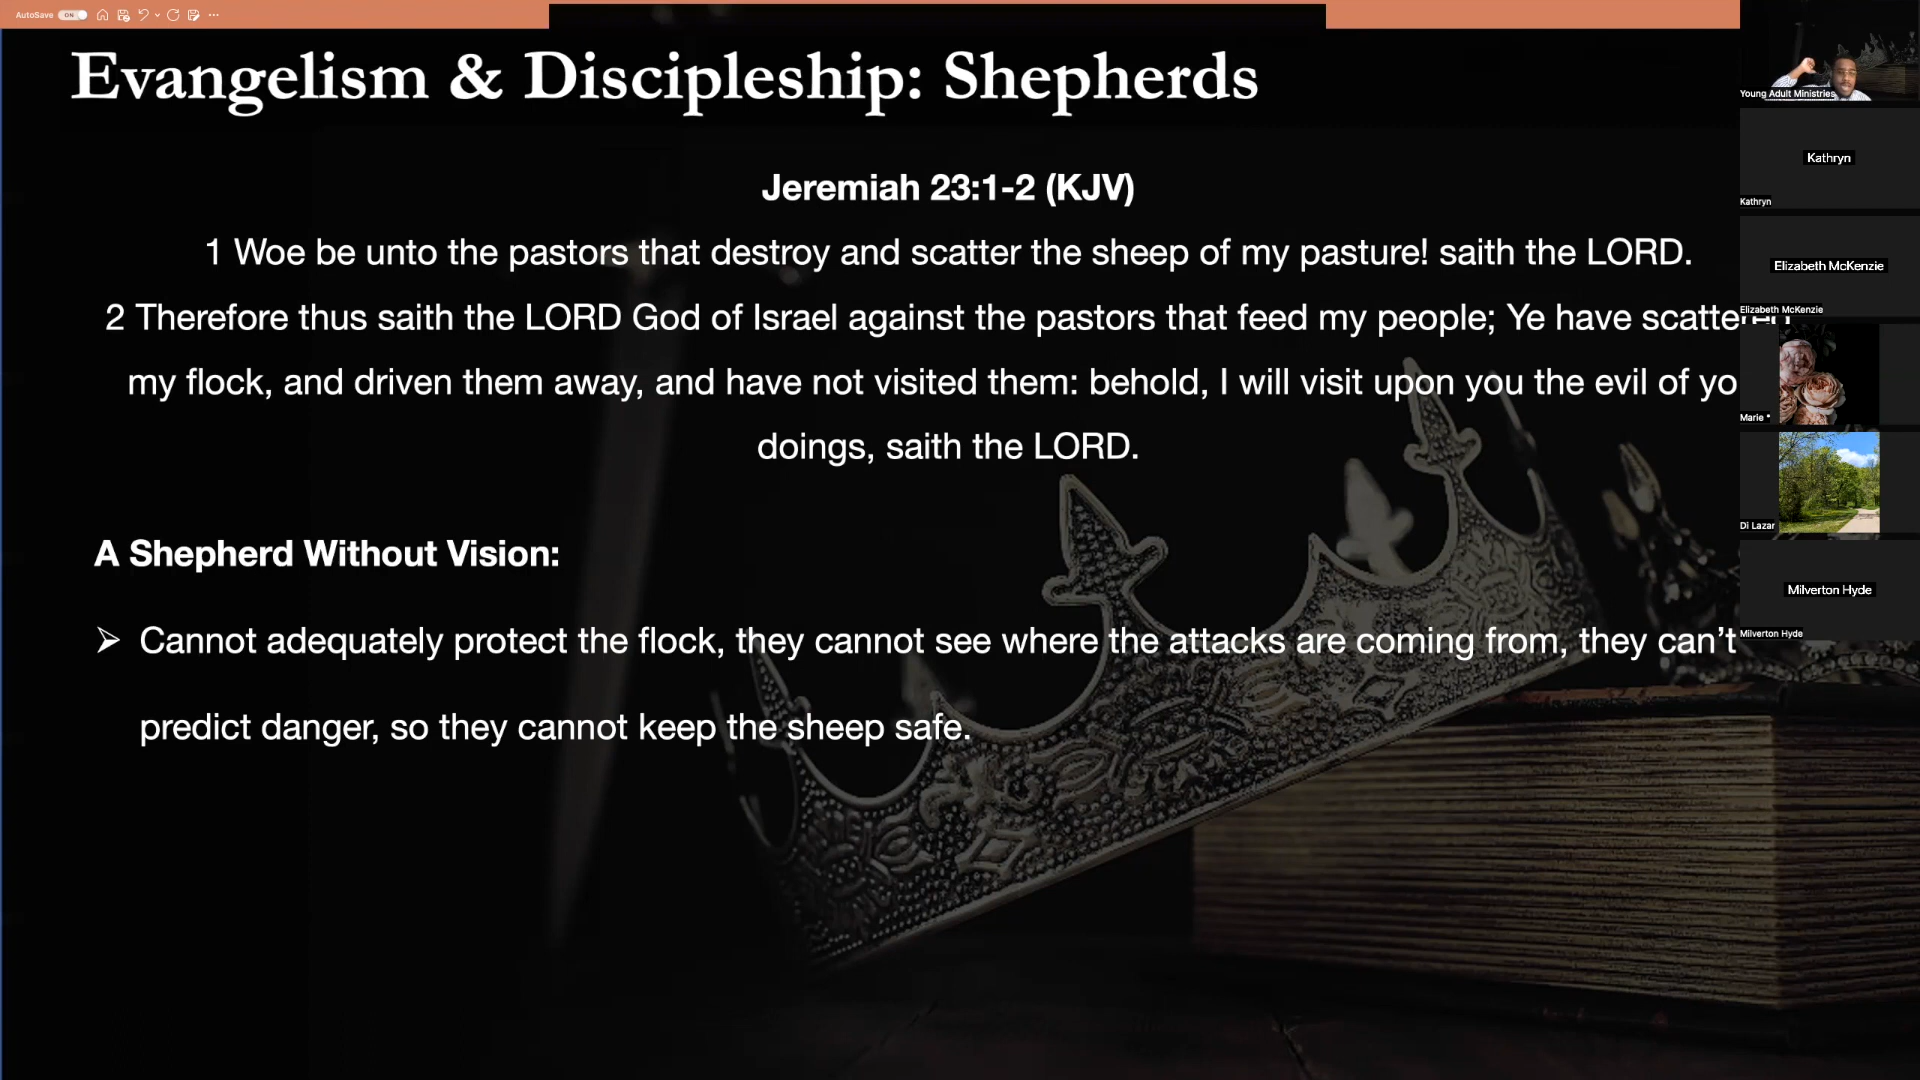 AutoSave ON
Evangelism & Discipleship: Shepherds
Jeremiah 23:1-2 (KJV)
1 Woe be unto the pastors that destroy and scatter the sheep of my pasture! saith the LORD.
2 Therefore thus saith the LORD God of Israel against the pastors that feed my people; Ye have scattered
my flock, and driven them away, and have not visited them: behold, I will visit upon you the evil of yo
doings, saith the LORD.
A Shepherd Without Vision:
➢ Cannot adequately protect the flock, they cannot see where the attacks are coming from, they can’t
predict danger, so they cannot keep the sheep safe.
Young Adult Ministries
Kathryn
Kathryn
Elizabeth McKenzie
Elizabeth McKenzie
Marie *
Di Lazar
Milverton Hyde
Milverton Hyde